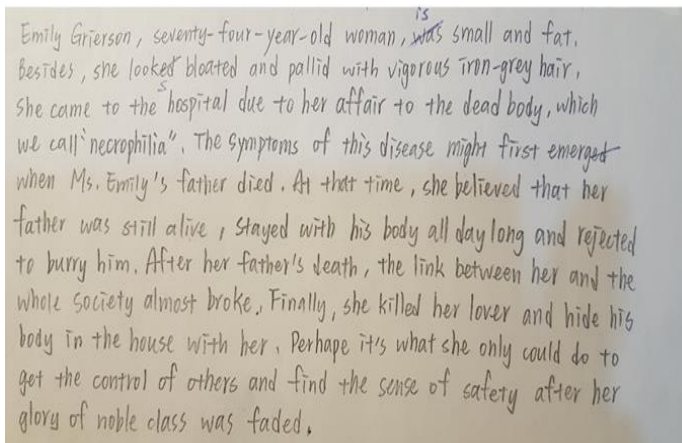 Emily Grierson, seventy-four-year-old woman, is small and fat.
Besides, she looks bloated and pallid with vigorous iron-grey hair.
She came to the hospital due to her affair to the dead body, which
we call "necrophilia". The symptoms of this disease might first emerge
when Ms. Emily's father died. At that time, she believed that her
father was still alive, stayed with his body all day long and rejected
to burry him. After her father's death, the link between her and the
whole society almost broke. Finally, she killed her lover and hide his
body in the house with her. Perhape it's what she only could do to
get the control of others and find the sense of safety after her
glory of noble class was faded.